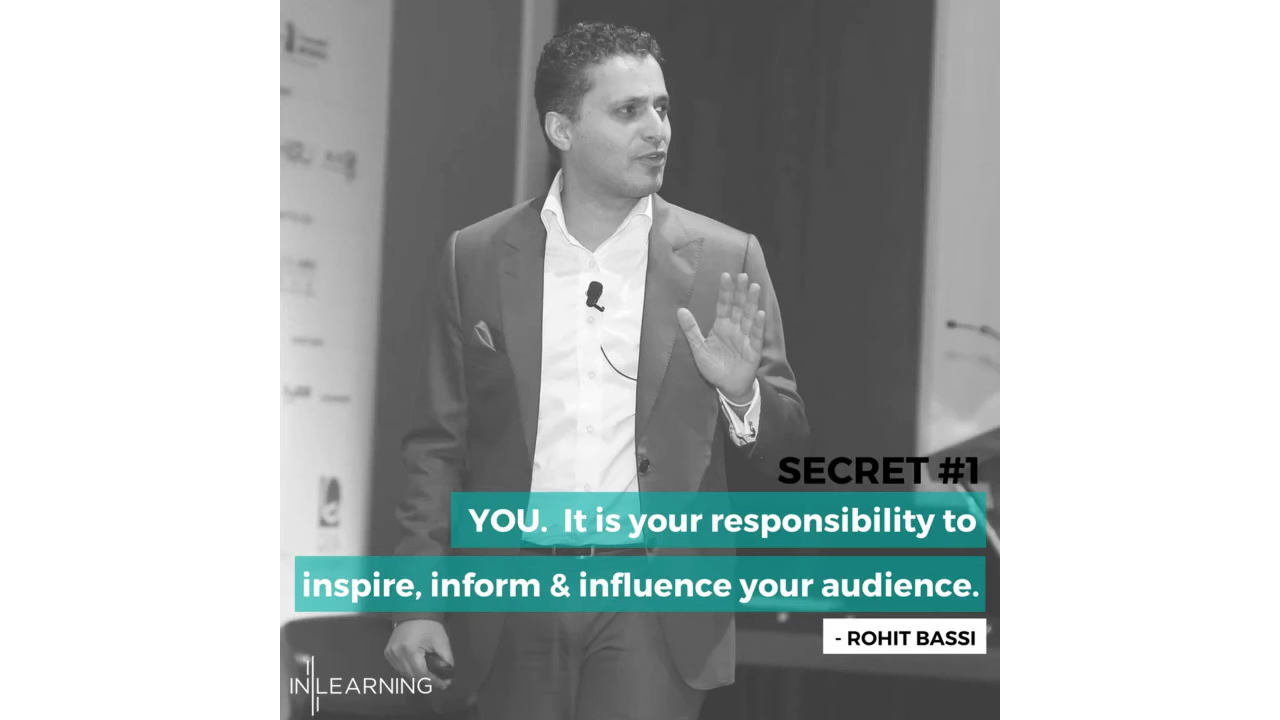 SECRET #1
YOU.  It is your responsibility to
inspire, inform & influence your audience.
- ROHIT BASSI
IN LEARNING